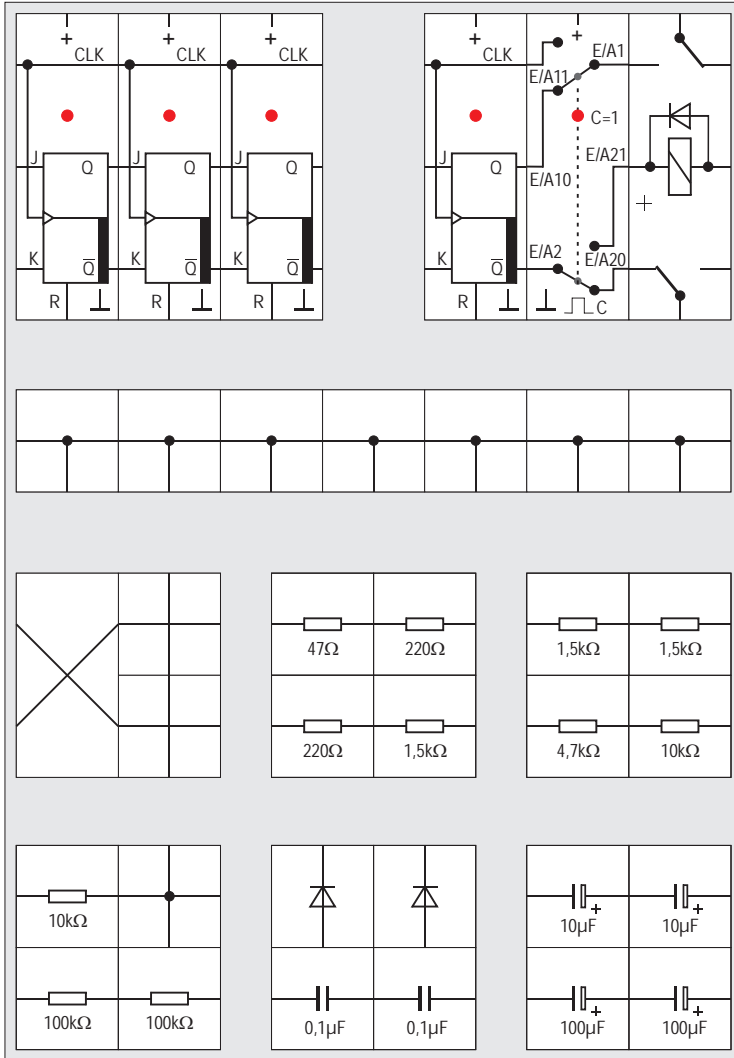 + + + + +
CLK CLK CLK CLK E/A1
E/A11
C=1
J Q J Q J Q J Q E/A10 E/A21
+
K Q̅ K Q̅ K Q̅ K Q̅ E/A2 E/A20
R R R R C
47Ω 220Ω 1,5kΩ 1,5kΩ
220Ω 1,5kΩ 4,7kΩ 10kΩ
10kΩ + +
10µF 10µF
+ +
100kΩ 100kΩ 0,1µF 0,1µF 100µF 100µF